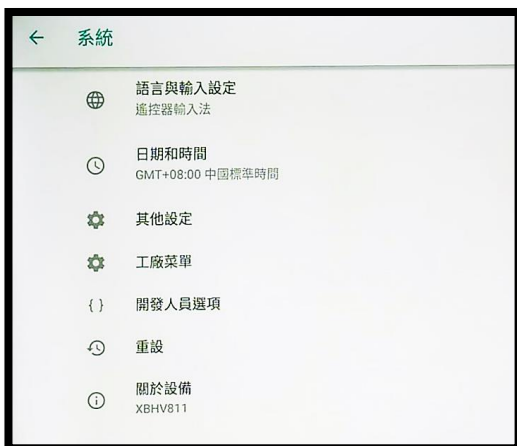 系統
語言與輸入設定
遙控器輸入法
日期和時間
GMT+08:00 中國標準時間
其他設定
工廠菜單
{ } 開發人員選項
重設
關於設備
XBHV811